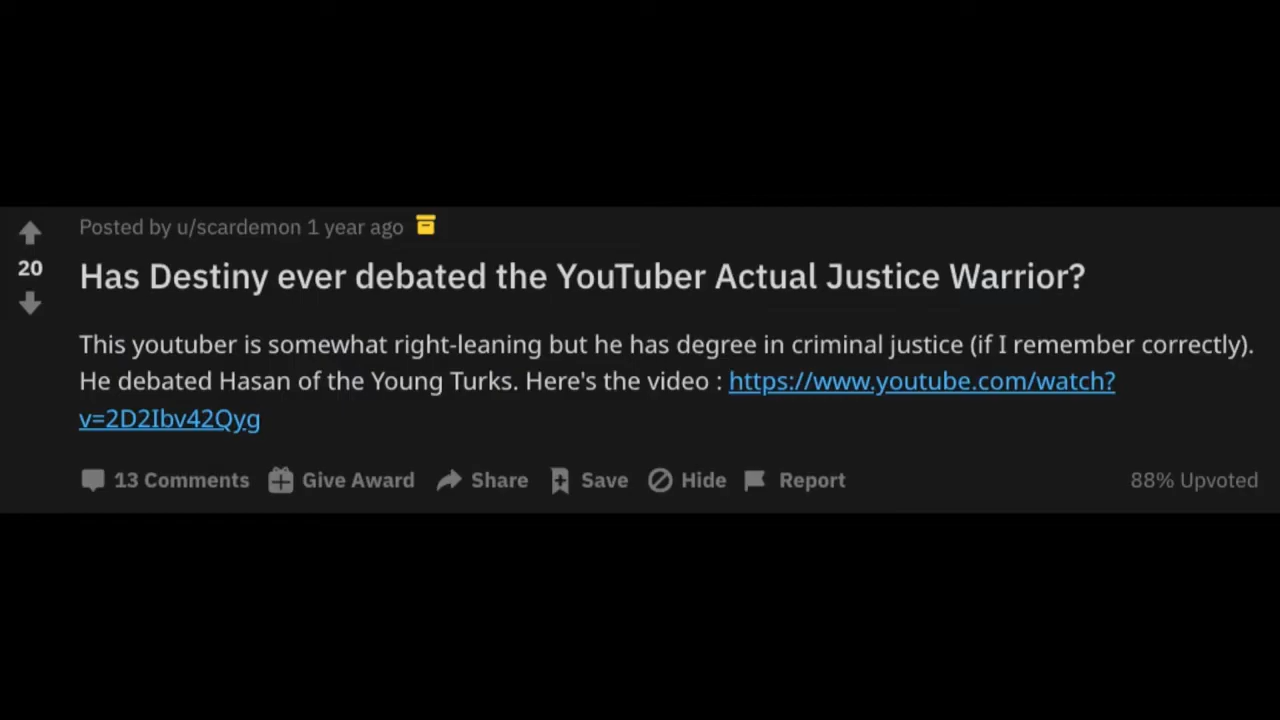 Posted by u/scardemon 1 year ago
20
Has Destiny ever debated the YouTuber Actual Justice Warrior?
This youtuber is somewhat right-leaning but he has degree in criminal justice (if I remember correctly).
He debated Hasan of the Young Turks. Here's the video : https://www.youtube.com/watch?
v=2D2Ibv42Qyg
13 Comments Give Award Share Save Hide Report 88% Upvoted